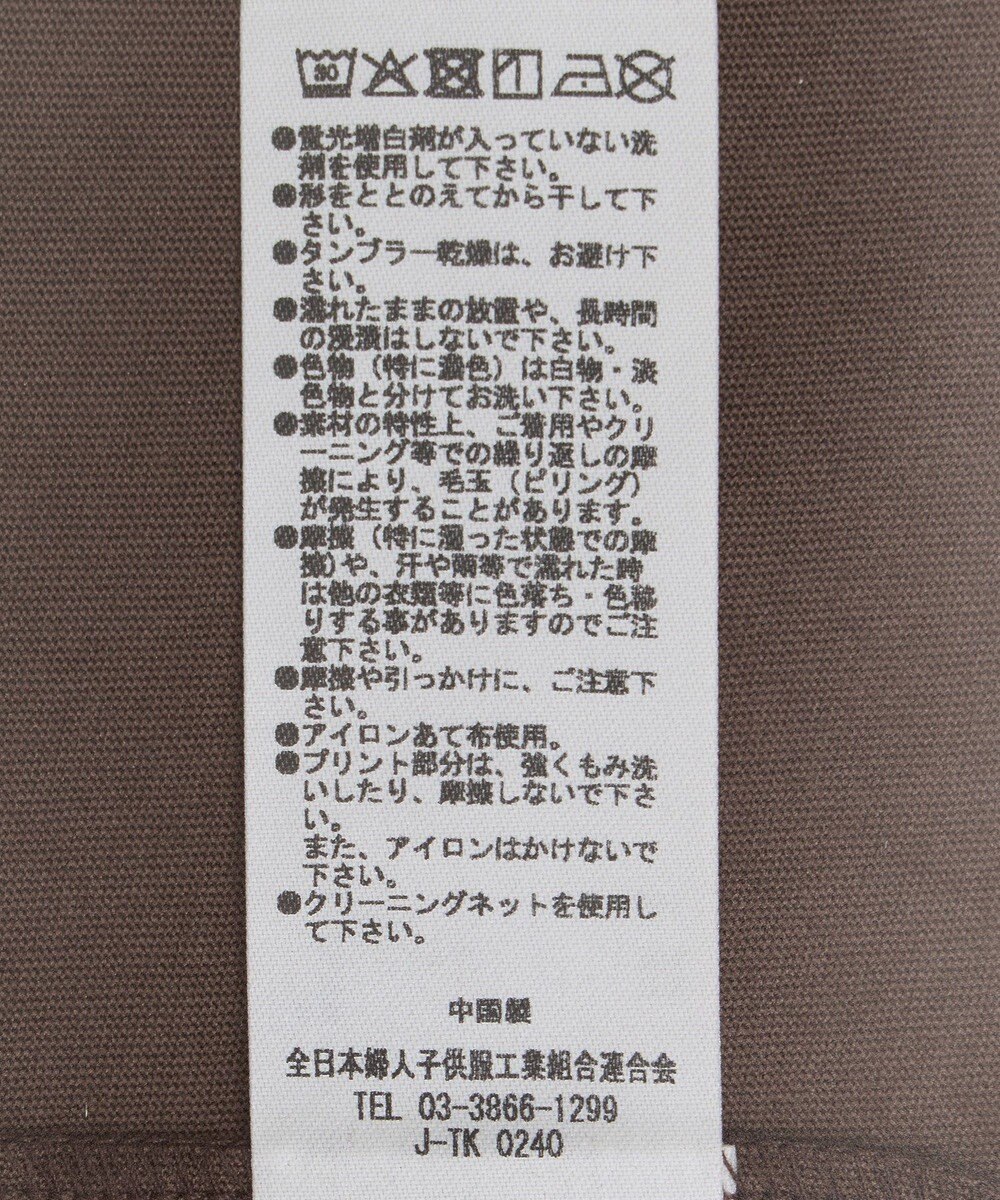 30
●蛍光増白剤が入っていない洗
剤を使用して下さい。
●形をととのえてから干して下
さい。
●タンブラー乾燥は、お避け下
さい。
●濡れたままの放置や、長時間
の浸漬はしないで下さい。
●色物（特に濃色）は白物・淡
色物と分けてお洗い下さい。
●素材の特性上、ご着用やクリ
ーニング等での繰り返しの摩
擦により、毛玉（ピリング）
が発生することがあります。
●摩擦（特に湿った状態での摩
擦）や、汗や雨等で濡れた時
は他の衣類等に色落ち・色移
りする事がありますのでご注
意下さい。
●摩擦や引っかけに、ご注意下
さい。
●アイロンあて布使用。
●プリント部分は、強くもみ洗
いしたり、摩擦しないで下さ
い。
また、アイロンはかけないで
下さい。
●クリーニングネットを使用し
て下さい。
中国製
全日本婦人子供服工業組合連合会
TEL 03-3866-1299
J-TK 0240